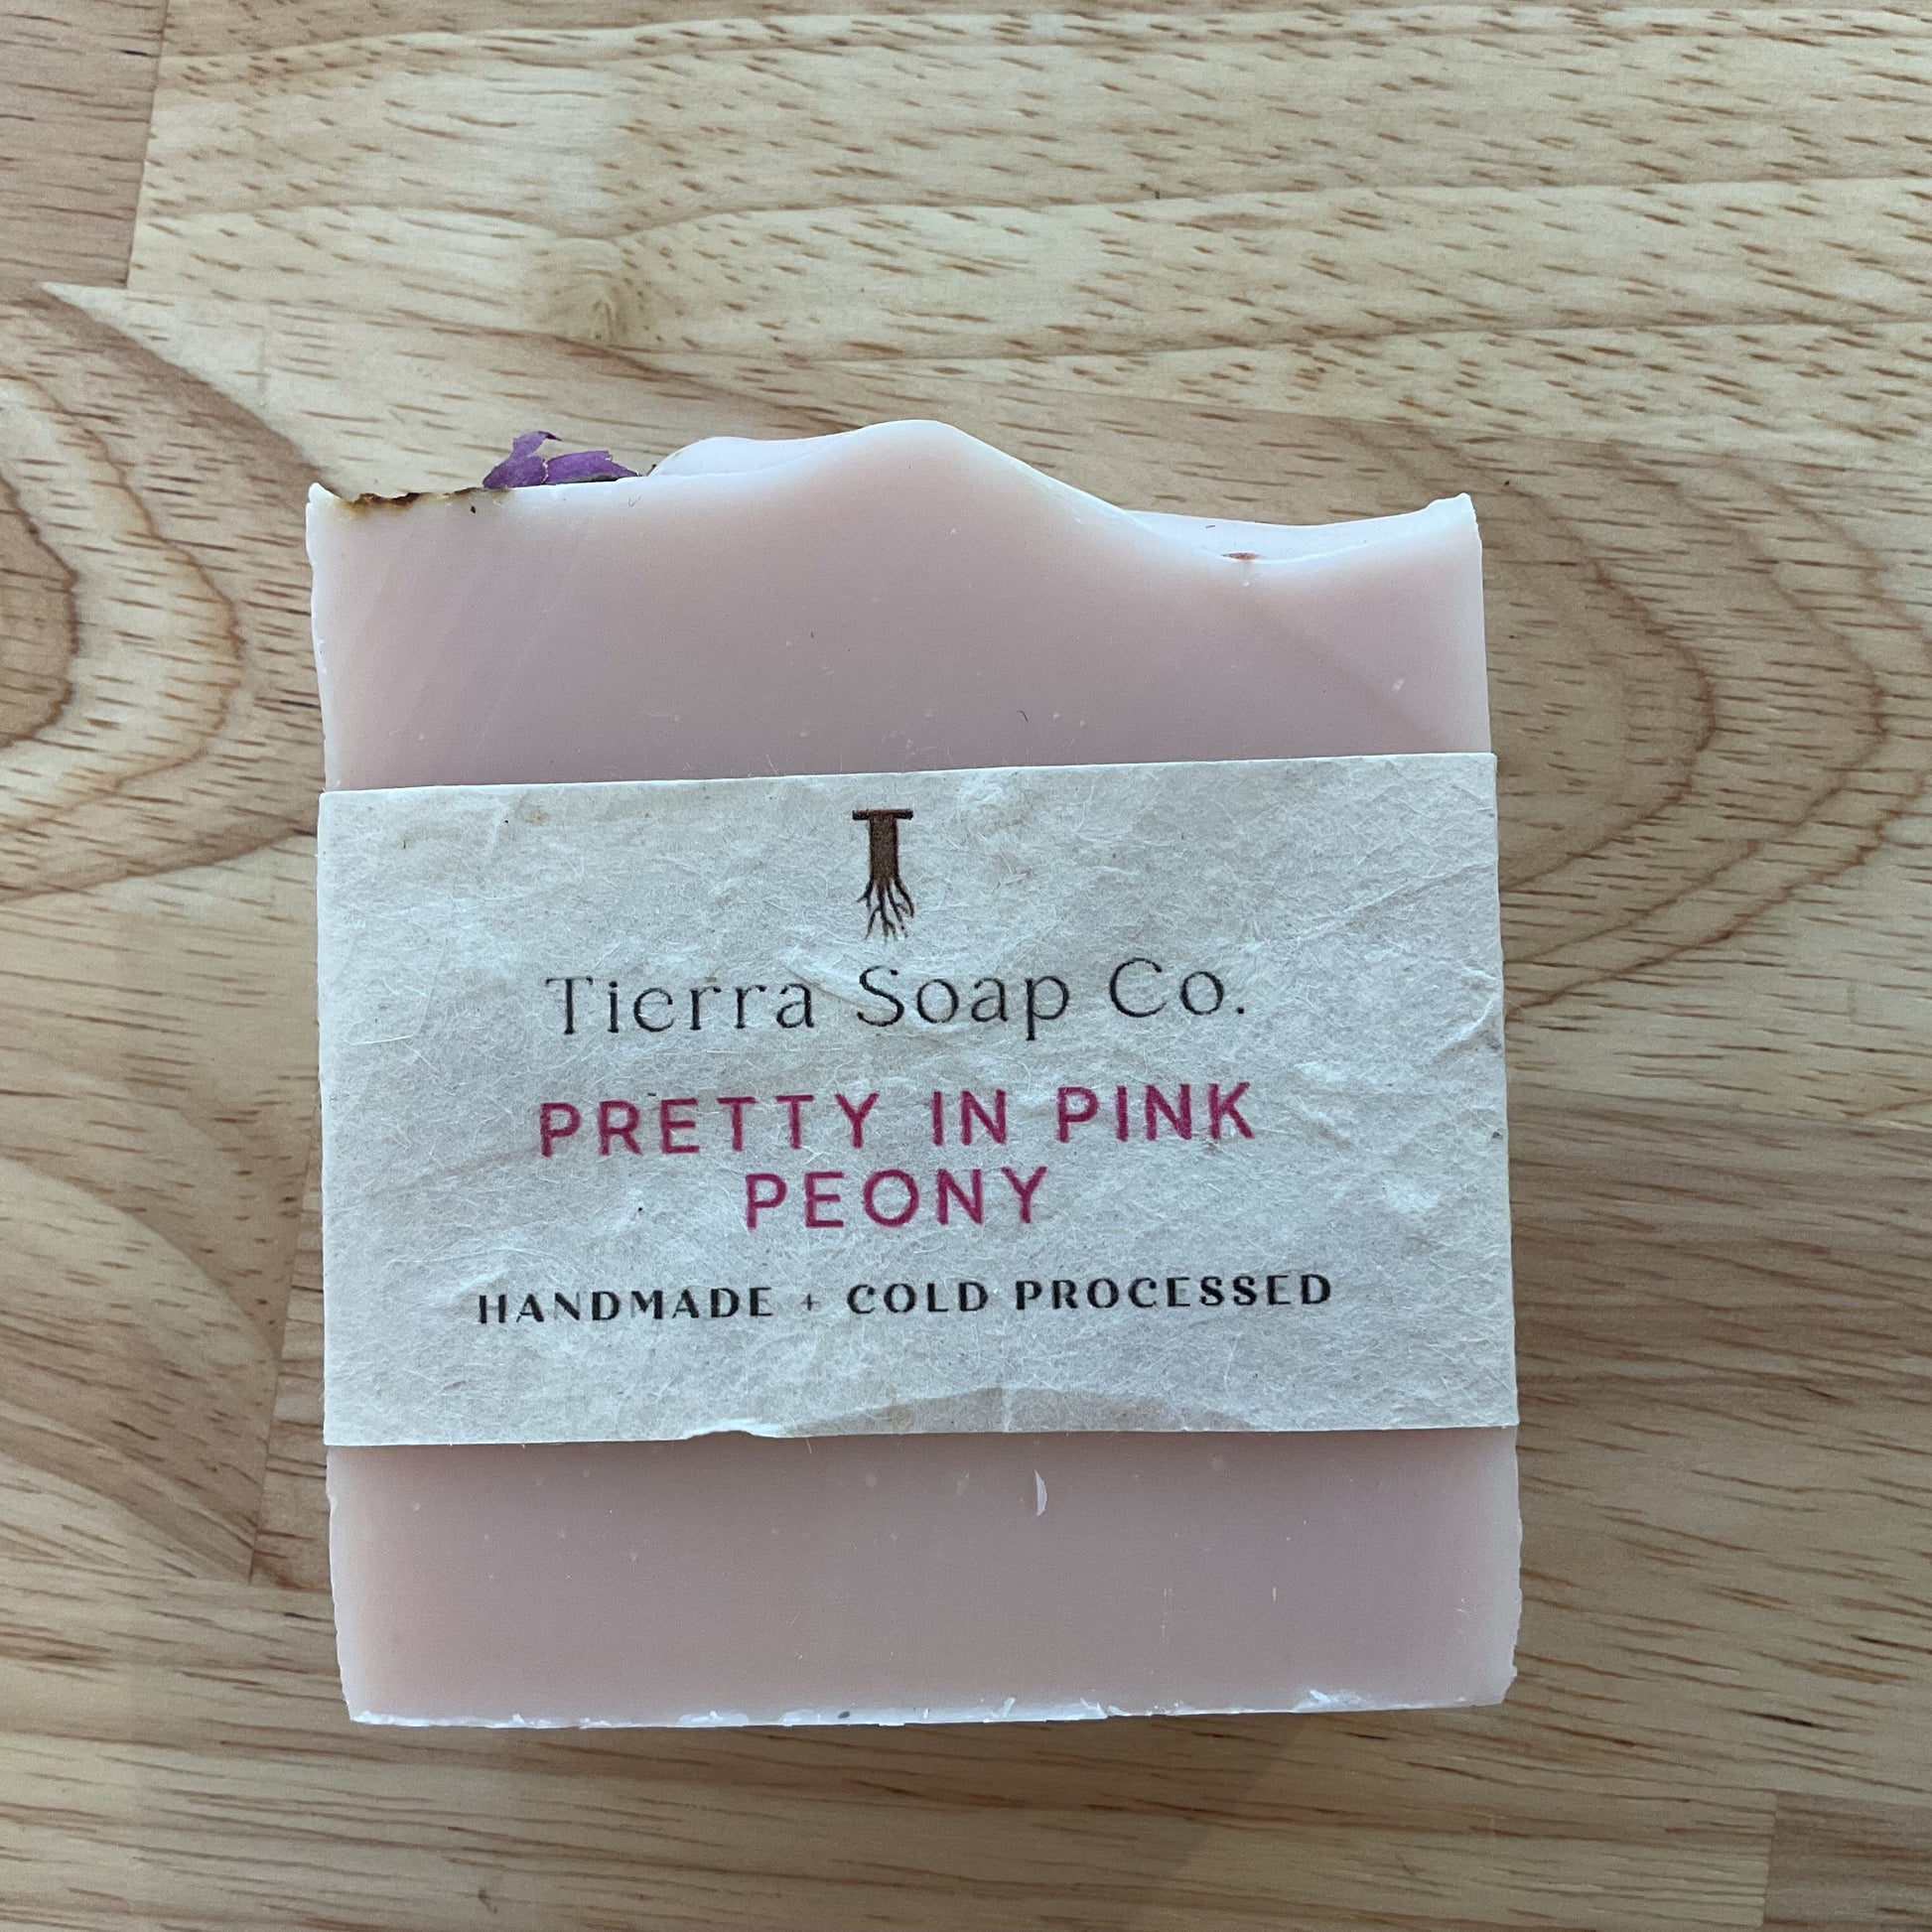 T
Tierra Soap Co.
PRETTY IN PINK
PEONY
HANDMADE + COLD PROCESSED